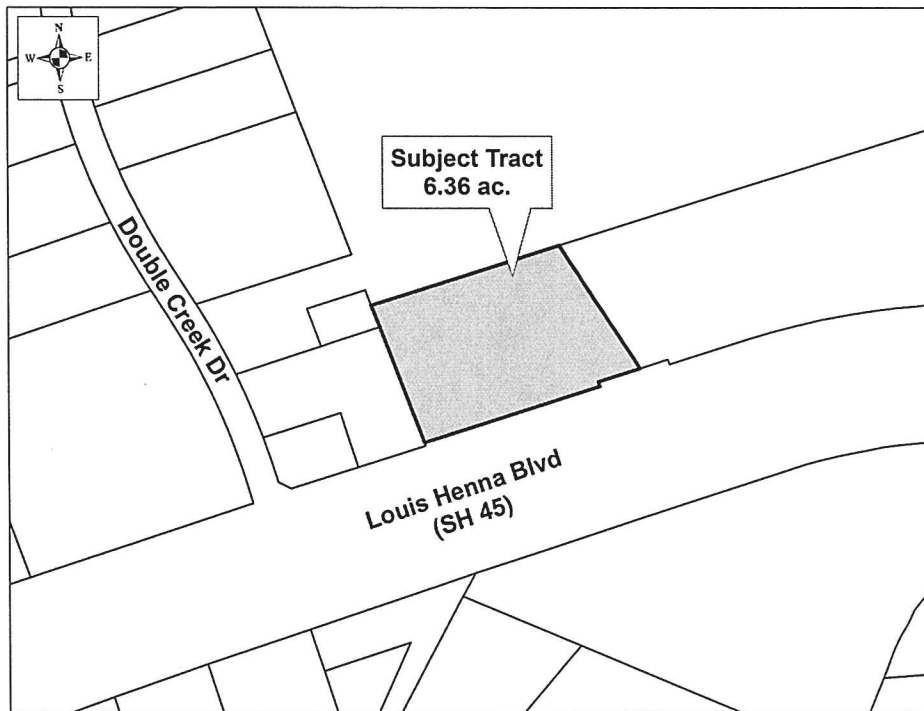 N
W E
S
Subject Tract
6.36 ac.
Double Creek Dr
Louis Henna Blvd
(SH 45)